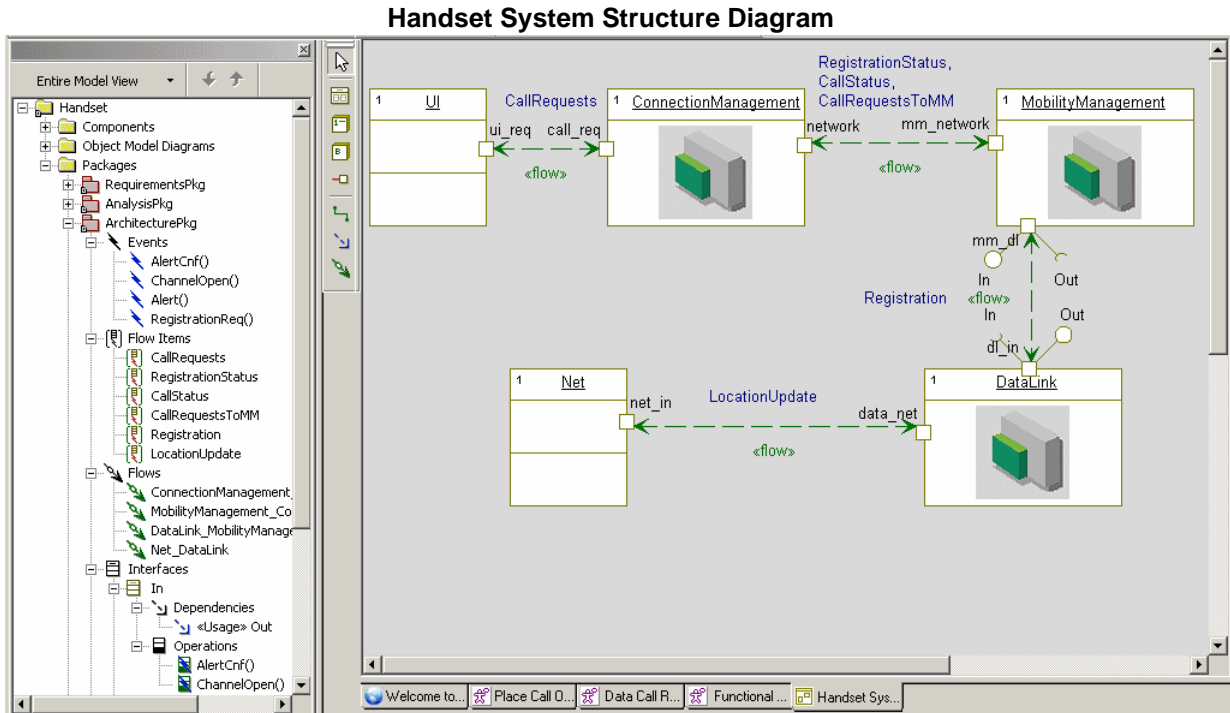 Handset System Structure Diagram
Entire Model View
Handset
Components
Object Model Diagrams
Packages
RequirementsPkg
AnalysisPkg
ArchitecturePkg
Events
AlertCnf()
ChannelOpen()
Alert()
RegistrationReq()
Flow Items
CallRequests
RegistrationStatus
CallStatus
CallRequestsToMM
Registration
LocationUpdate
Flows
ConnectionManagement_
MobilityManagement_Co
DataLink_MobilityManage
Net_DataLink
Interfaces
In
Dependencies
«Usage» Out
Operations
AlertCnf()
ChannelOpen()
RegistrationStatus,
CallStatus,
CallRequestsToMM
1 UI
CallRequests
1 ConnectionManagement
1 MobilityManagement
ui_req call_req
network mm_network
«flow»
«flow»
mm_dl
In Out
Registration «flow»
In Out
dl_in
1 Net
1 DataLink
LocationUpdate
net_in data_net
«flow»
Welcome to... Place Call O... Data Call R... Functional ... Handset Sys...